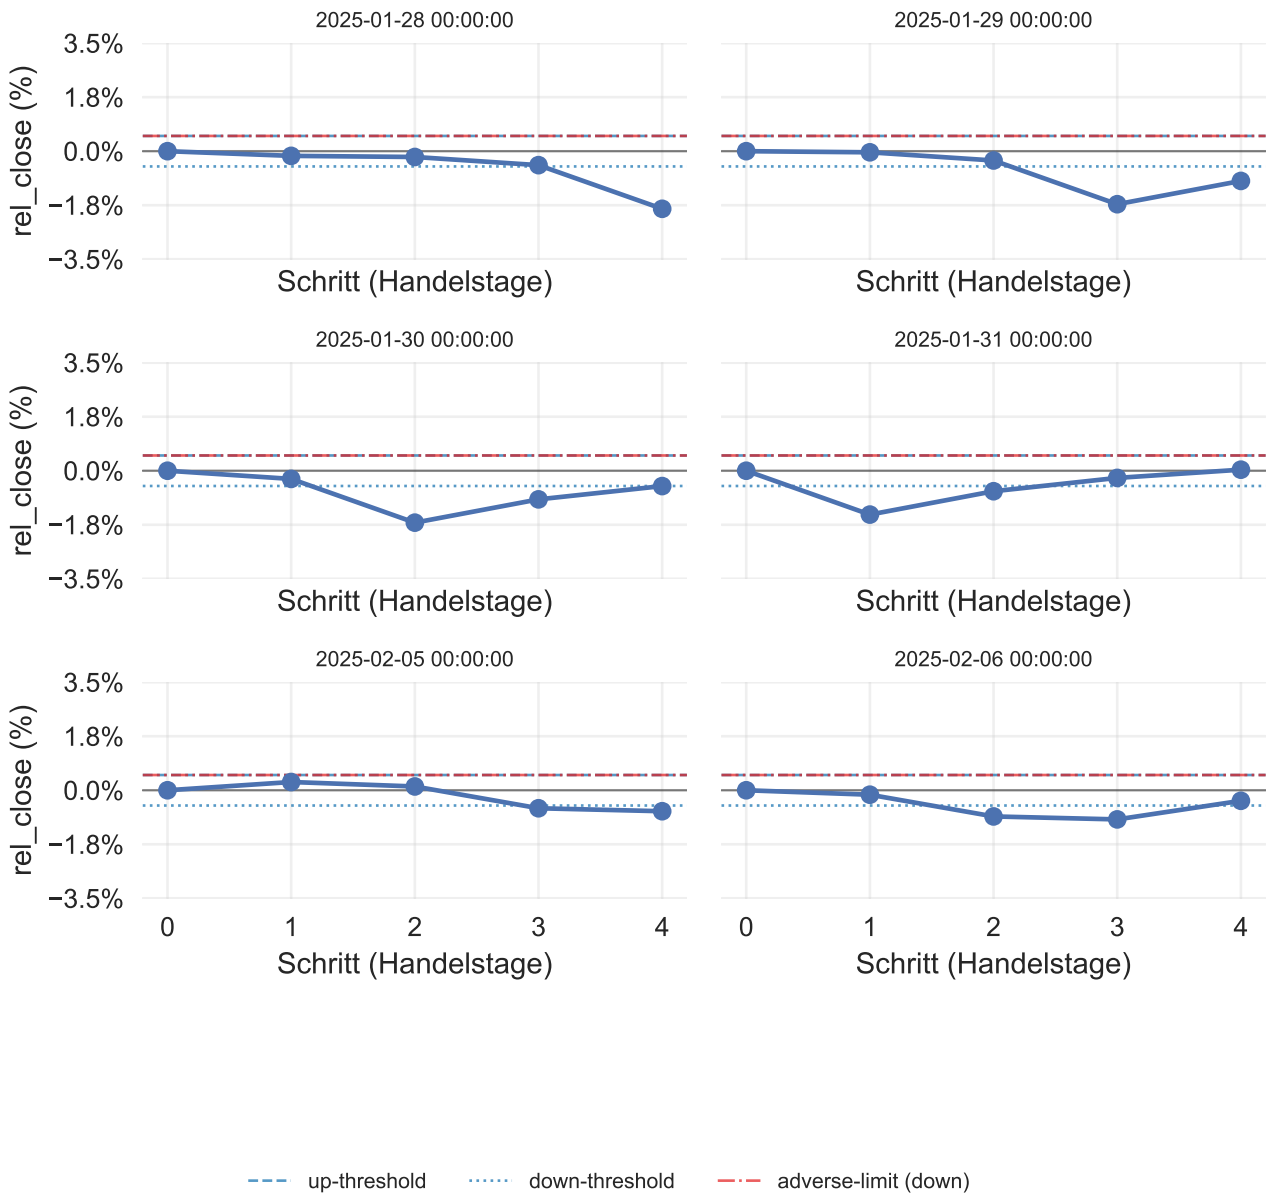 2025-01-28 00:00:00
2025-01-29 00:00:00
3.5%
1.8%
0.0%
−1.8%
−3.5%
rel_close (%)
Schritt (Handelstage)
Schritt (Handelstage)
2025-01-30 00:00:00
2025-01-31 00:00:00
3.5%
1.8%
0.0%
−1.8%
−3.5%
rel_close (%)
Schritt (Handelstage)
Schritt (Handelstage)
2025-02-05 00:00:00
2025-02-06 00:00:00
3.5%
1.8%
0.0%
−1.8%
−3.5%
rel_close (%)
0 1 2 3 4
0 1 2 3 4
Schritt (Handelstage)
Schritt (Handelstage)
up-threshold
down-threshold
adverse-limit (down)